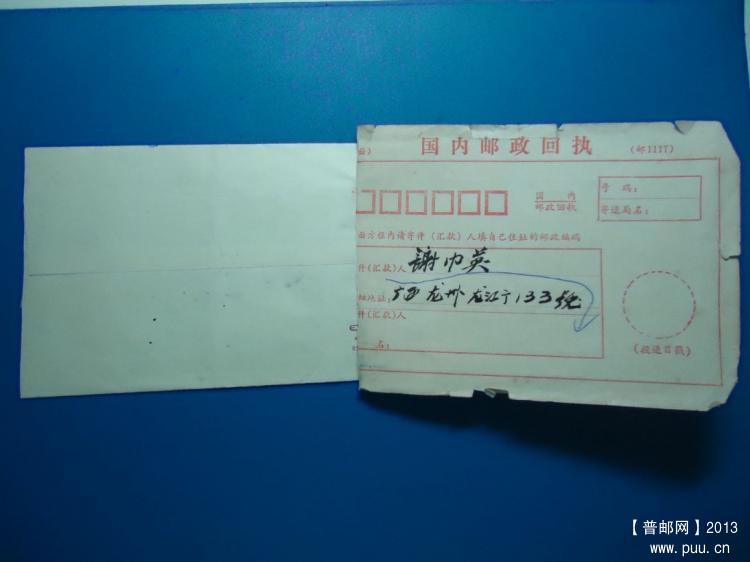 面)
国内邮政回执
(邮1117)
国内
邮政回执
号码:
寄递局名:
面方框内请寄件(汇款)人填自己住址的邮政编码
件(汇款)人 谢巾英
细地址: 广西龙州龙江宁133號
件(汇款)人
名:
(投递日戳)
【普邮网】2013
www.puu.cn